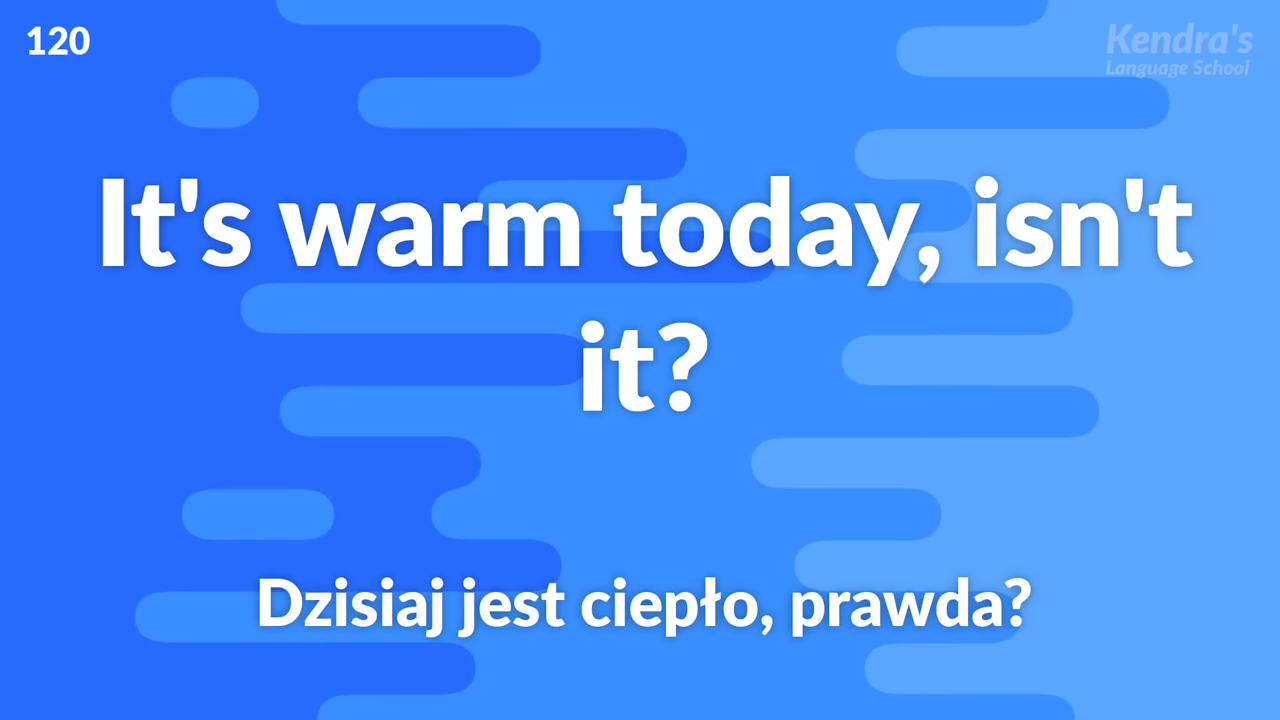 120
Kendra's
Language School
It's warm today, isn't
it?
Dzisiaj jest ciepło, prawda?